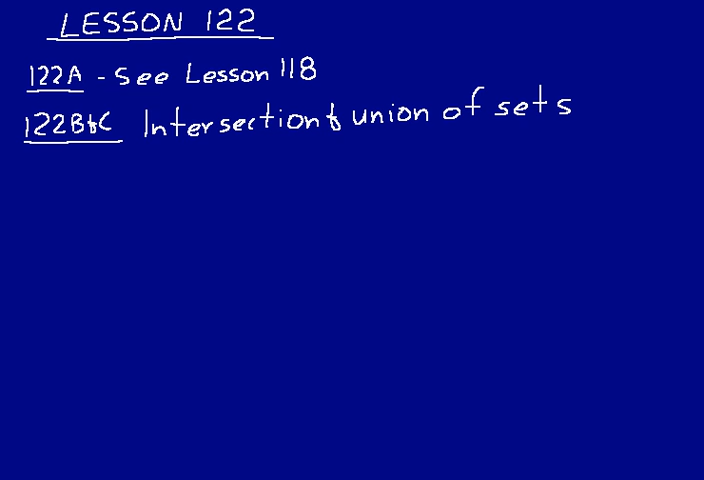 LESSON 122
122A - See Lesson 118
122B&C Intersection & union of sets